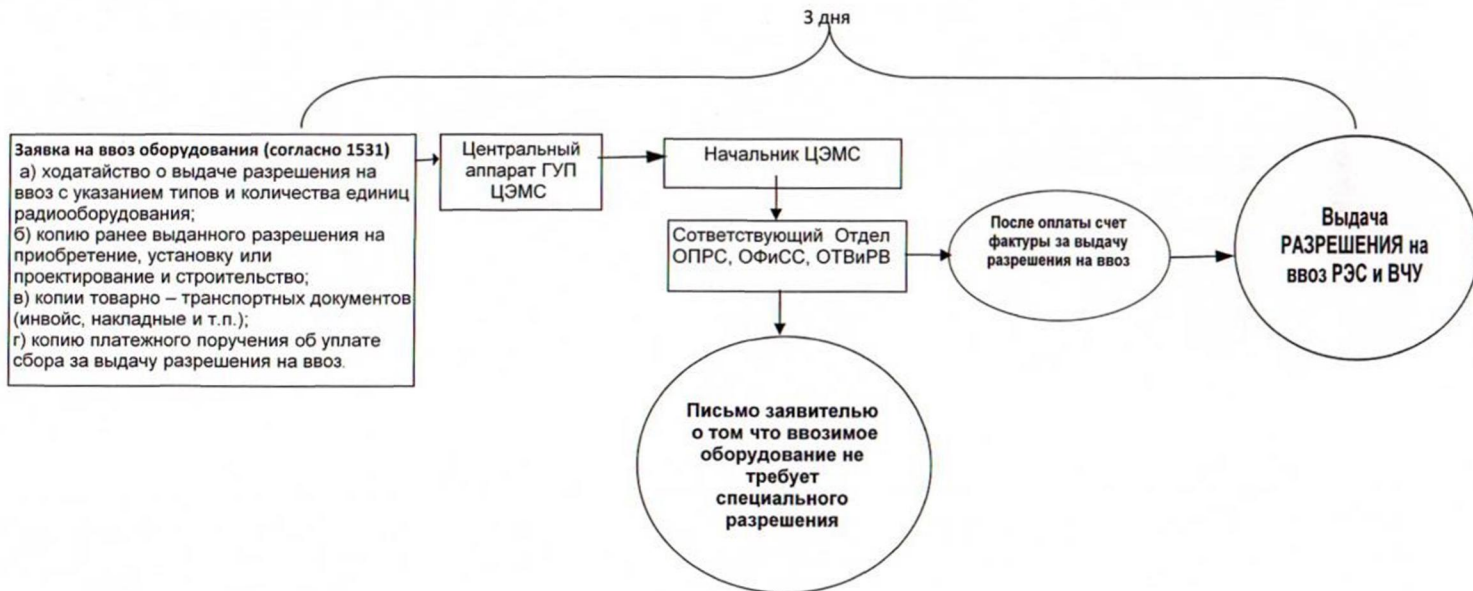 3 дня
Заявка на ввоз оборудования (согласно 1531)
а) ходатайство о выдаче разрешения на
ввоз с указанием типов и количества единиц
радиооборудования;
б) копию ранее выданного разрешения на
приобретение, установку или
проектирование и строительство;
в) копии товарно – транспортных документов
(инвойс, накладные и т.п.);
г) копию платежного поручения об уплате
сбора за выдачу разрешения на ввоз.
Центральный
аппарат ГУП
ЦЭМС
Начальник ЦЭМС
Сответствующий Отдел
ОПРС, ОФиСС, ОТВиРВ
После оплаты счет
фактуры за выдачу
разрешения на ввоз
Выдача
РАЗРЕШЕНИЯ на
ввоз РЭС и ВЧУ
Письмо заявителью
о том что ввозимое
оборудование не
требует
специального
разрешения